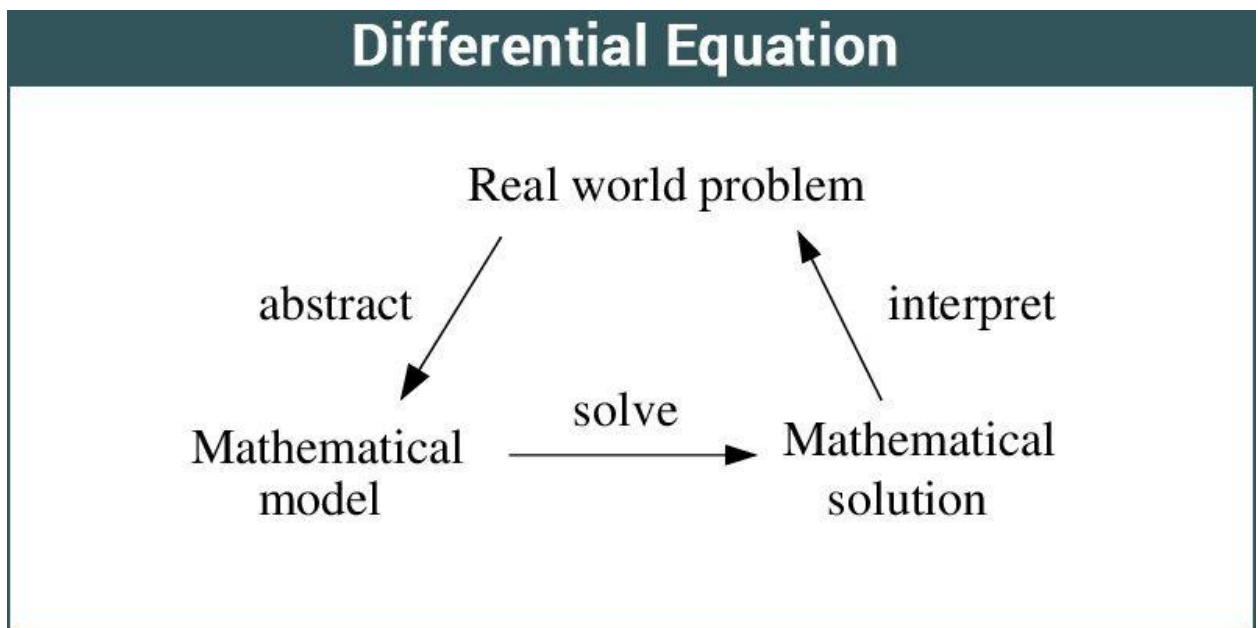 Differential Equation
Real world problem
abstract
interpret
solve
Mathematical
model
Mathematical
solution